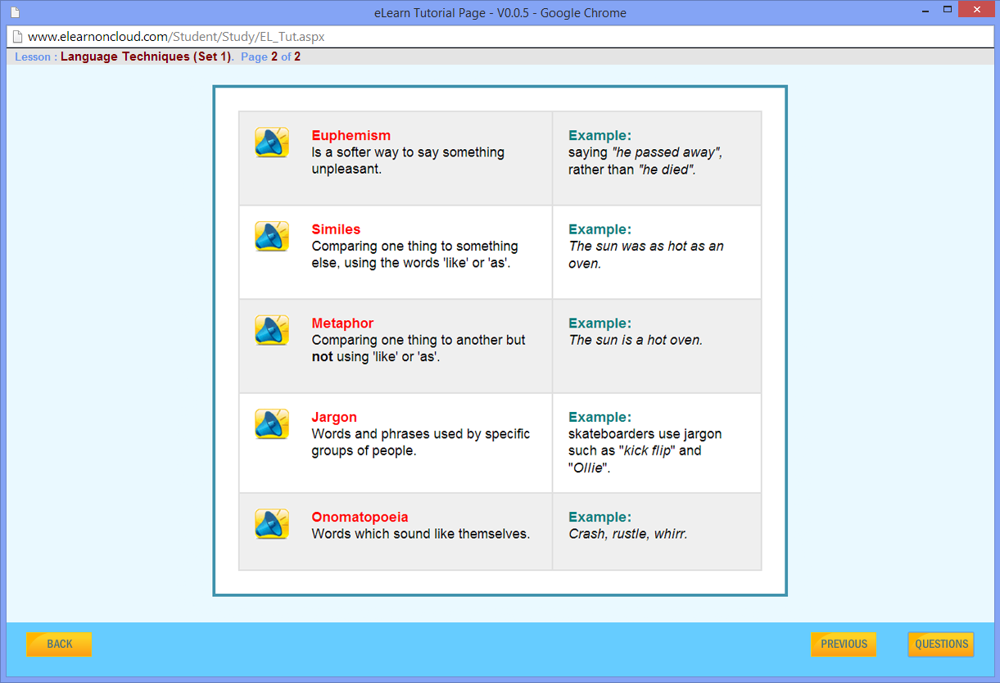 eLearn Tutorial Page - V0.0.5 - Google Chrome
www.elearnoncloud.com/Student/Study/EL_Tut.aspx
Lesson : Language Techniques (Set 1). Page 2 of 2
Euphemism
Is a softer way to say something
unpleasant.
Example:
saying "he passed away",
rather than "he died".
Similes
Comparing one thing to something
else, using the words 'like' or 'as'.
Example:
The sun was as hot as an
oven.
Metaphor
Comparing one thing to another but
not using 'like' or 'as'.
Example:
The sun is a hot oven.
Jargon
Words and phrases used by specific
groups of people.
Example:
skateboarders use jargon
such as "kick flip" and
"Ollie".
Onomatopoeia
Words which sound like themselves.
Example:
Crash, rustle, whirr.
BACK
PREVIOUS
QUESTIONS